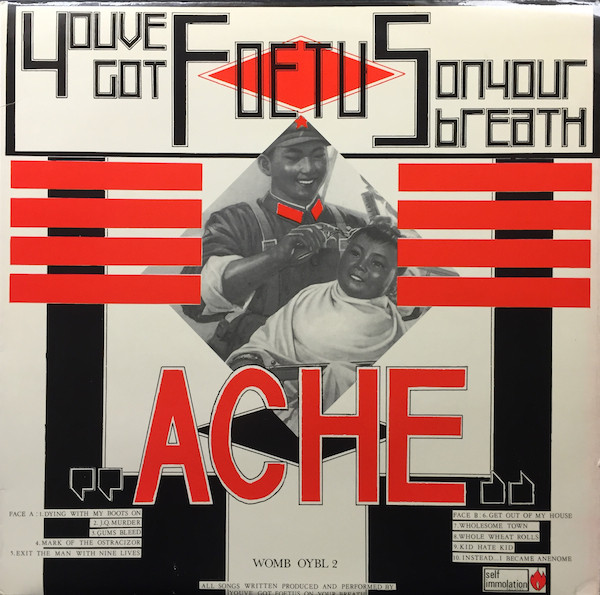 YOUVE
GOT
FOETUS
ON YOUR
BREATH
"ACHE"
FACE A : 1.DYING WITH MY BOOTS ON
2. J.Q. MURDER
3.GUMS BLEED
4.MARK OF THE OSTRACIZOR
5.EXIT THE MAN WITH NINE LIVES
FACE B : 6.GET OUT OF MY HOUSE
7.WHOLESOME TOWN
8.WHOLE WHEAT ROLLS
9.KID HATE KID
10.INSTEAD...I BECAME ANENOME
WOMB OYBL 2
ALL SONGS WRITTEN PRODUCED AND PERFORMED BY
YOUVE GOT FOETUS ON YOUR BREATH
self
immolation